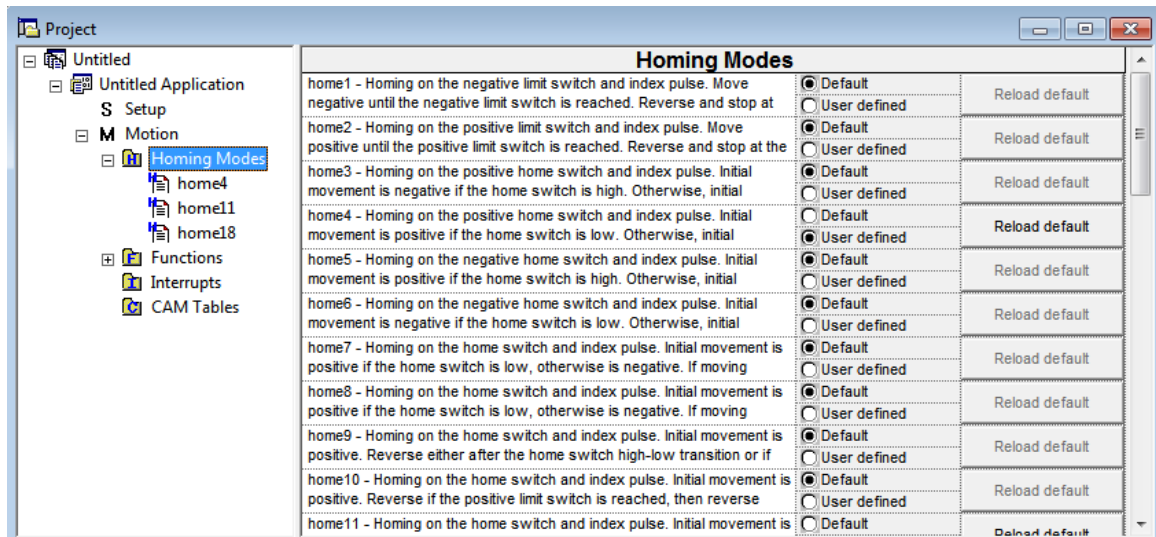 Project
Untitled
Untitled Application
S Setup
M Motion
H Homing Modes
home4
home11
home18
F Functions
I Interrupts
C CAM Tables
Homing Modes
home1 - Homing on the negative limit switch and index pulse. Move
negative until the negative limit switch is reached. Reverse and stop at
Default
User defined
Reload default
home2 - Homing on the positive limit switch and index pulse. Move
positive until the positive limit switch is reached. Reverse and stop at the
Default
User defined
Reload default
home3 - Homing on the positive home switch and index pulse. Initial
movement is negative if the home switch is high. Otherwise, initial
Default
User defined
Reload default
home4 - Homing on the positive home switch and index pulse. Initial
movement is positive if the home switch is low. Otherwise, initial
Default
User defined
Reload default
home5 - Homing on the negative home switch and index pulse. Initial
movement is positive if the home switch is high. Otherwise, initial
Default
User defined
Reload default
home6 - Homing on the negative home switch and index pulse. Initial
movement is negative if the home switch is low. Otherwise, initial
Default
User defined
Reload default
home7 - Homing on the home switch and index pulse. Initial movement is
positive if the home switch is low, otherwise is negative. If moving
Default
User defined
Reload default
home8 - Homing on the home switch and index pulse. Initial movement is
positive if the home switch is low, otherwise is negative. If moving
Default
User defined
Reload default
home9 - Homing on the home switch and index pulse. Initial movement is
positive. Reverse either after the home switch high-low transition or if
Default
User defined
Reload default
home10 - Homing on the home switch and index pulse. Initial movement is
positive. Reverse if the positive limit switch is reached, then reverse
Default
User defined
Reload default
home11 - Homing on the home switch and index pulse. Initial movement is
Default
Reload default